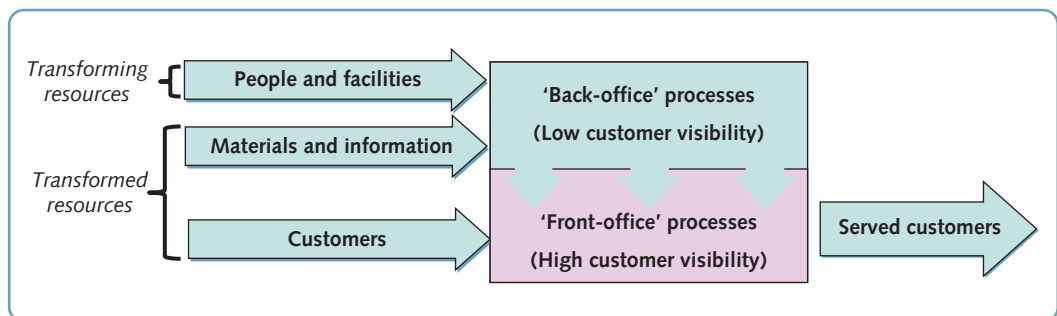 Transforming
resources
People and facilities
Transformed
resources
Materials and information
Customers
‘Back-office’ processes
(Low customer visibility)
‘Front-office’ processes
(High customer visibility)
Served customers